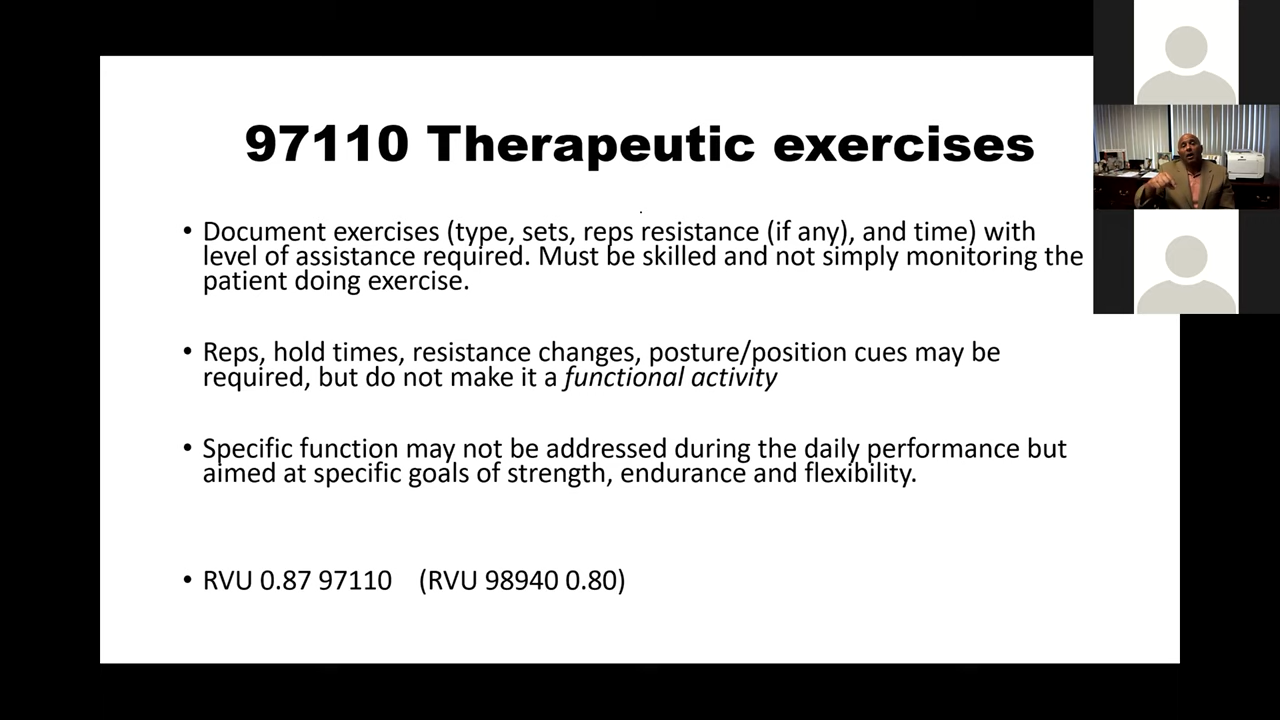 97110 Therapeutic exercises
• Document exercises (type, sets, reps resistance (if any), and time) with
level of assistance required. Must be skilled and not simply monitoring the
patient doing exercise.
• Reps, hold times, resistance changes, posture/position cues may be
required, but do not make it a functional activity
• Specific function may not be addressed during the daily performance but
aimed at specific goals of strength, endurance and flexibility.
• RVU 0.87 97110 (RVU 98940 0.80)